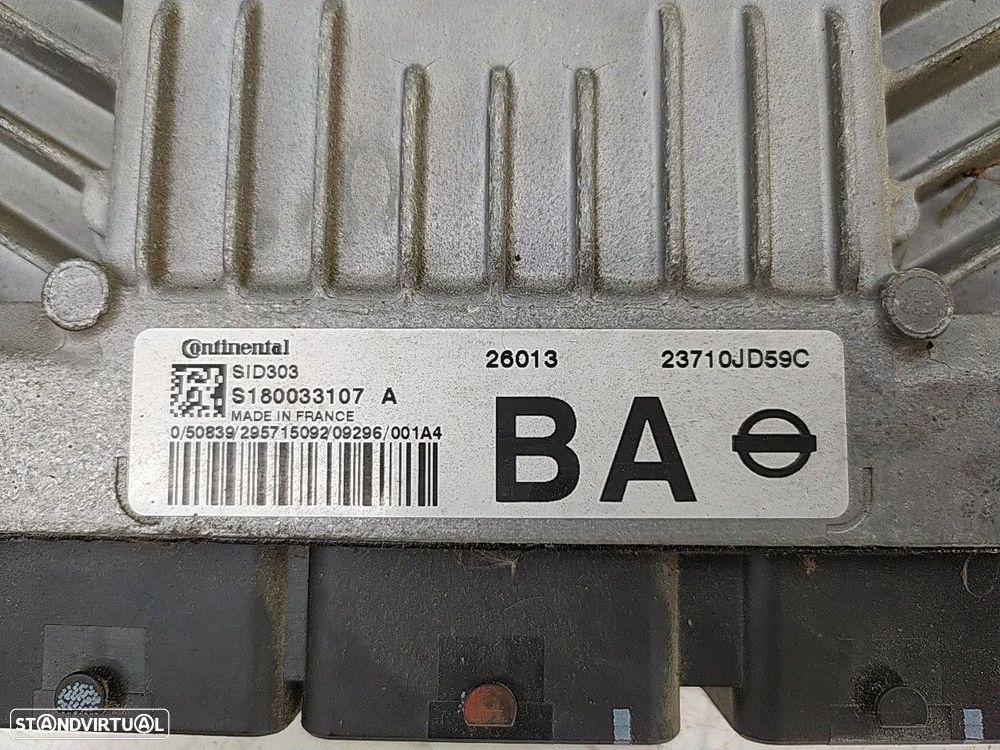 Continental
SID303
S180033107 A
MADE IN FRANCE
0/50839/295715092/09296/001A4
26013
23710JD59C
BA
STANDVIRTUAL